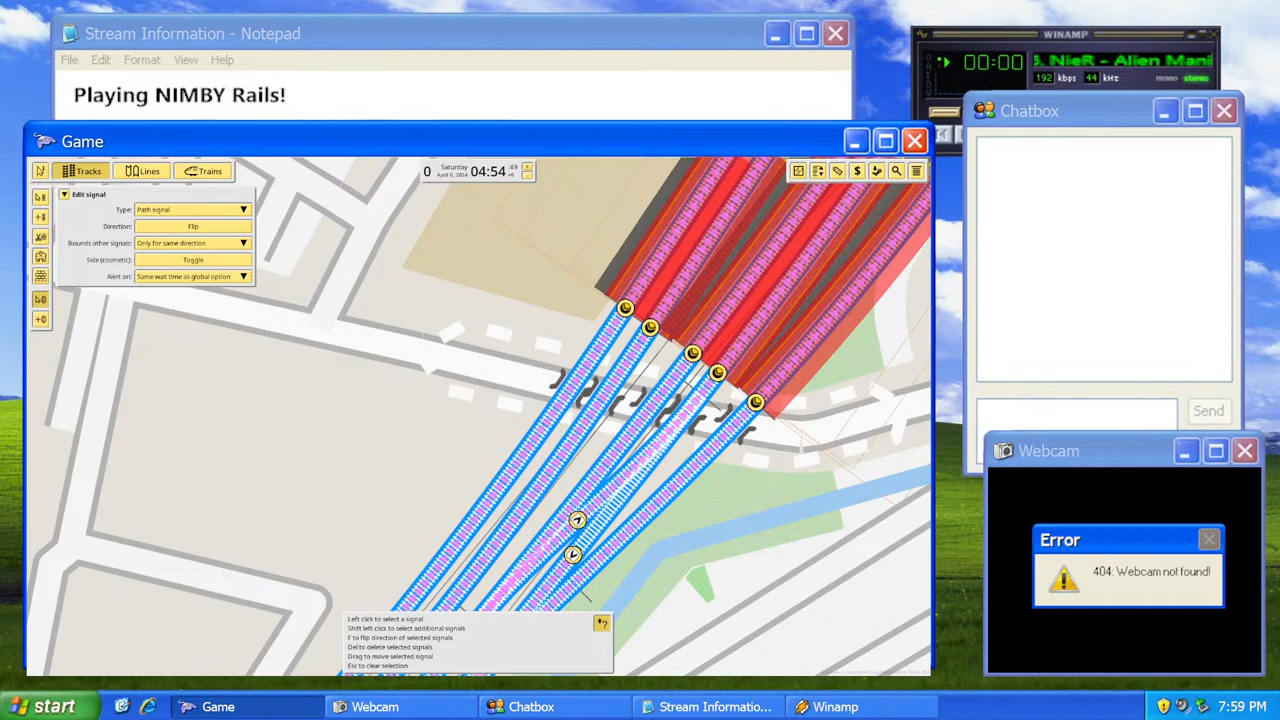 Stream Information - Notepad
File Edit Format View Help
Playing NIMBY Rails!
WINAMP
00:00
5. NieR - Alien Mani
192 kbps 44 kHz mono stereo
Chatbox
Send
Game
Tracks Lines Trains
0 Saturday April 6, 2024 04:54 :49
Edit signal
Type: Path signal
Direction: Flip
Bounds other signals: Only for same direction
Side (cosmetic): Toggle
Alert on: Same wait time as global option
Left click to select a signal
Shift left click to select additional signals
F to flip direction of selected signals
Del to delete selected signals
Drag to move selected signal
Esc to clear selection
Webcam
Error
404: Webcam not found!
start Game Webcam Chatbox Stream Informatio... Winamp 7:59 PM